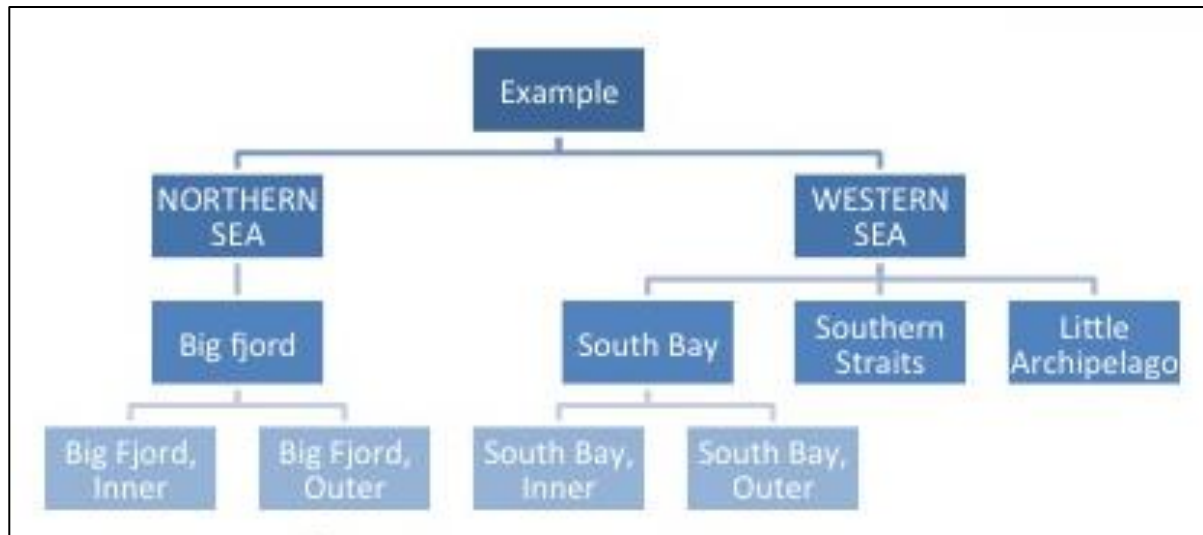 Example
NORTHERN
SEA
WESTERN
SEA
Big fjord
South Bay
Southern
Straits
Little
Archipelago
Big Fjord,
Inner
Big Fjord,
Outer
South Bay,
Inner
South Bay,
Outer